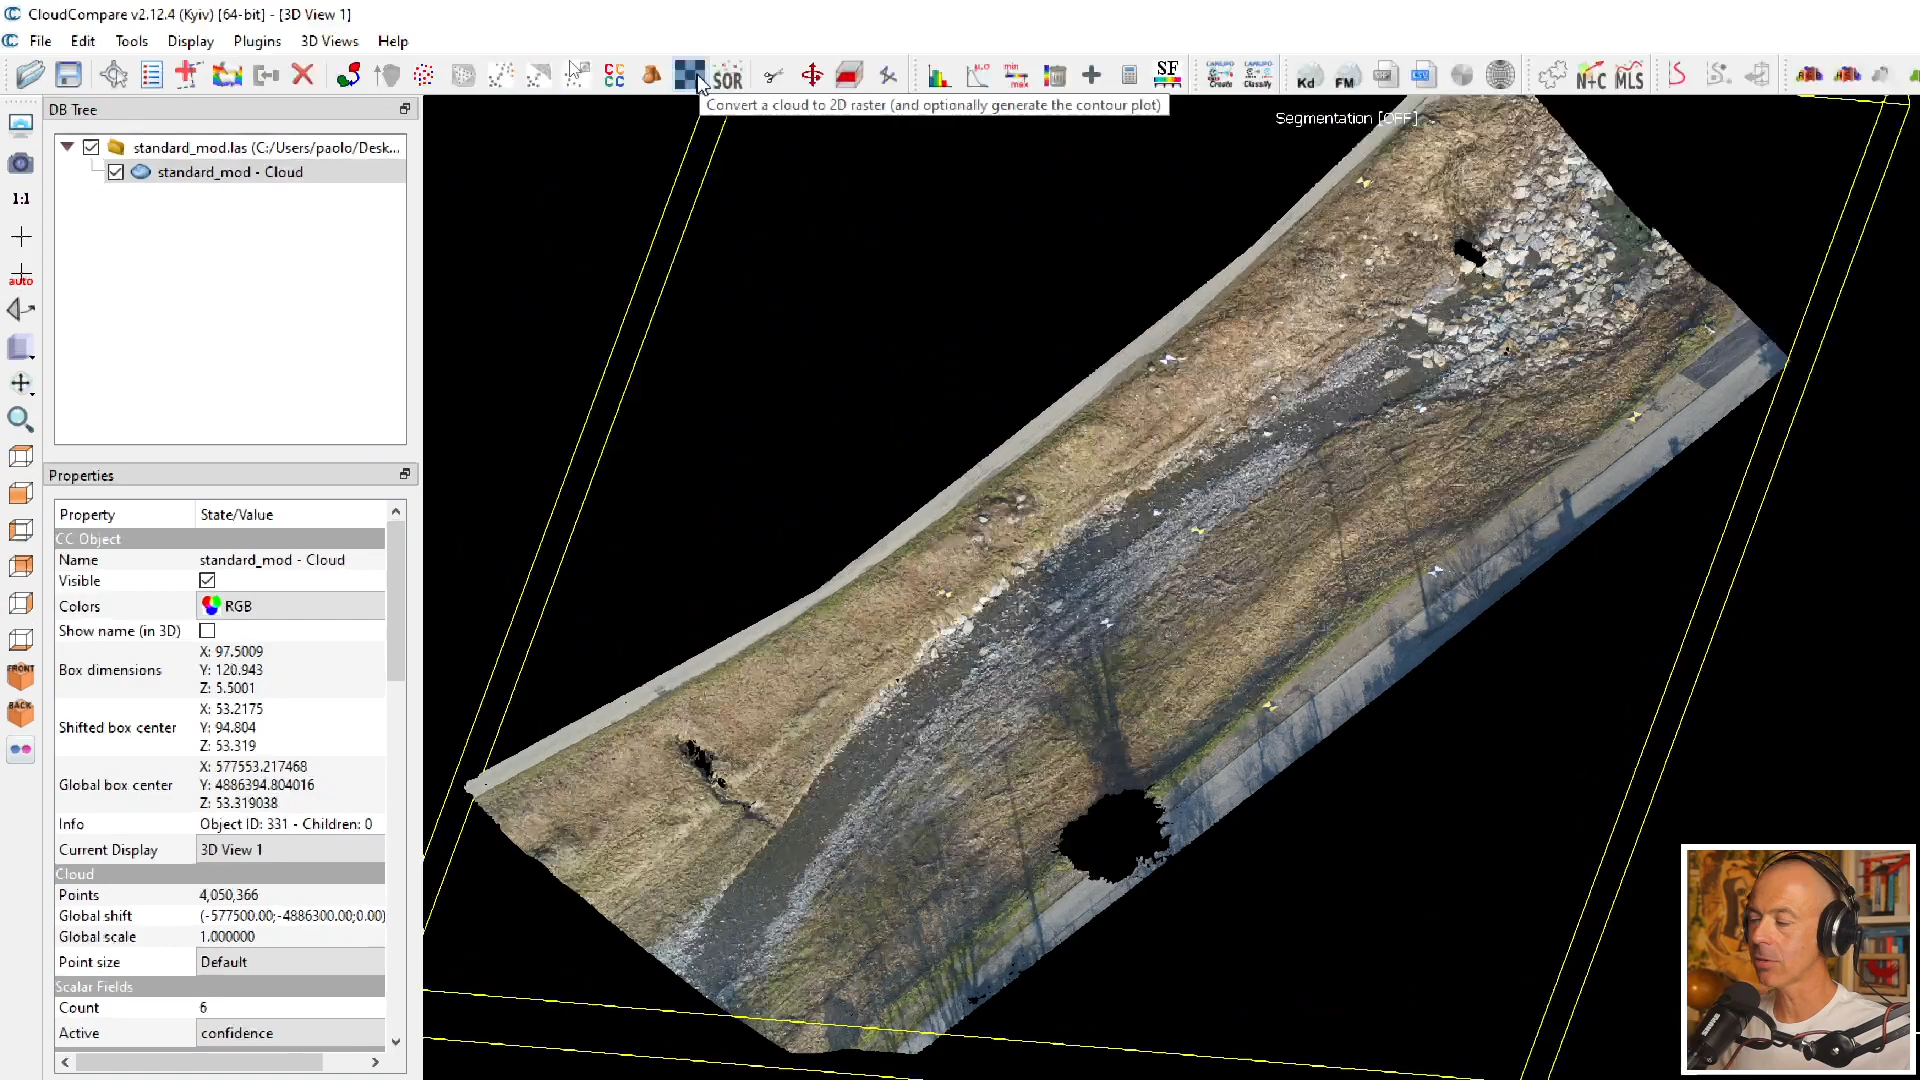 CloudCompare v2.12.4 (Kyiv) [64-bit] - [3D View 1]
File Edit Tools Display Plugins 3D Views Help
SOR SF Kd FM SHP CSV N+C MLS
Convert a cloud to 2D raster (and optionally generate the contour plot)
Segmentation [OFF]
DB Tree
standard_mod.las (C:/Users/paolo/Desk...
standard_mod - Cloud
1:1
auto
FRONT
BACK
Properties
Property State/Value
CC Object
Name standard_mod - Cloud
Visible
Colors RGB
Show name (in 3D)
Box dimensions
X: 97.5009
Y: 120.943
Z: 5.5001
Shifted box center
X: 53.2175
Y: 94.804
Z: 53.319
Global box center
X: 577553.217468
Y: 4886394.804016
Z: 53.319038
Info Object ID: 331 - Children: 0
Current Display 3D View 1
Cloud
Points 4,050,366
Global shift (-577500.00;-4886300.00;0.00)
Global scale 1.000000
Point size Default
Scalar Fields
Count 6
Active confidence